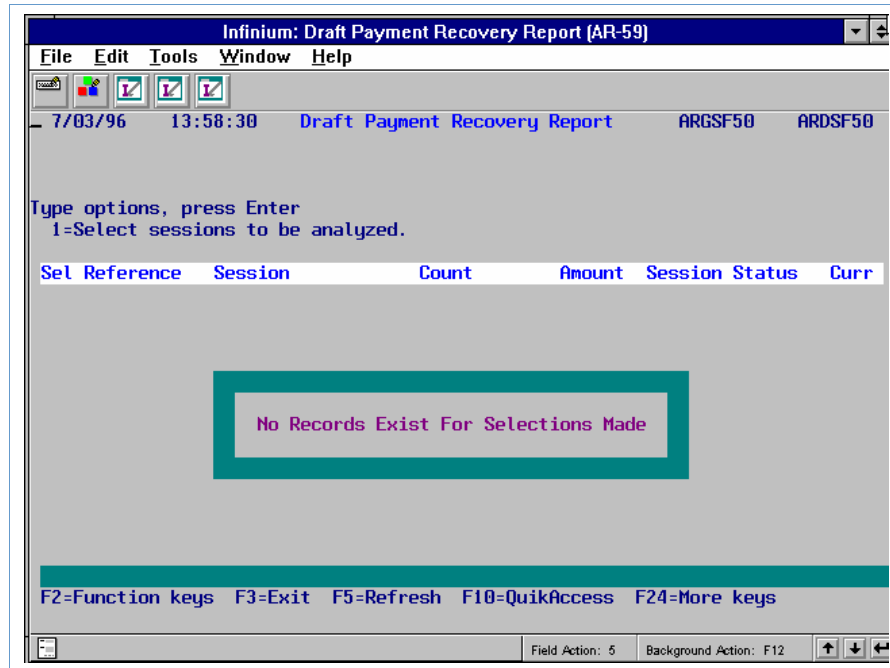 Infinium: Draft Payment Recovery Report (AR-59)
File Edit Tools Window Help
7/03/96 13:58:30 Draft Payment Recovery Report ARGSF50 ARDSF50
Type options, press Enter
1=Select sessions to be analyzed.
Sel Reference Session Count Amount Session Status Curr
No Records Exist For Selections Made
F2=Function keys F3=Exit F5=Refresh F10=QuikAccess F24=More keys
Field Action: 5 Background Action: F12